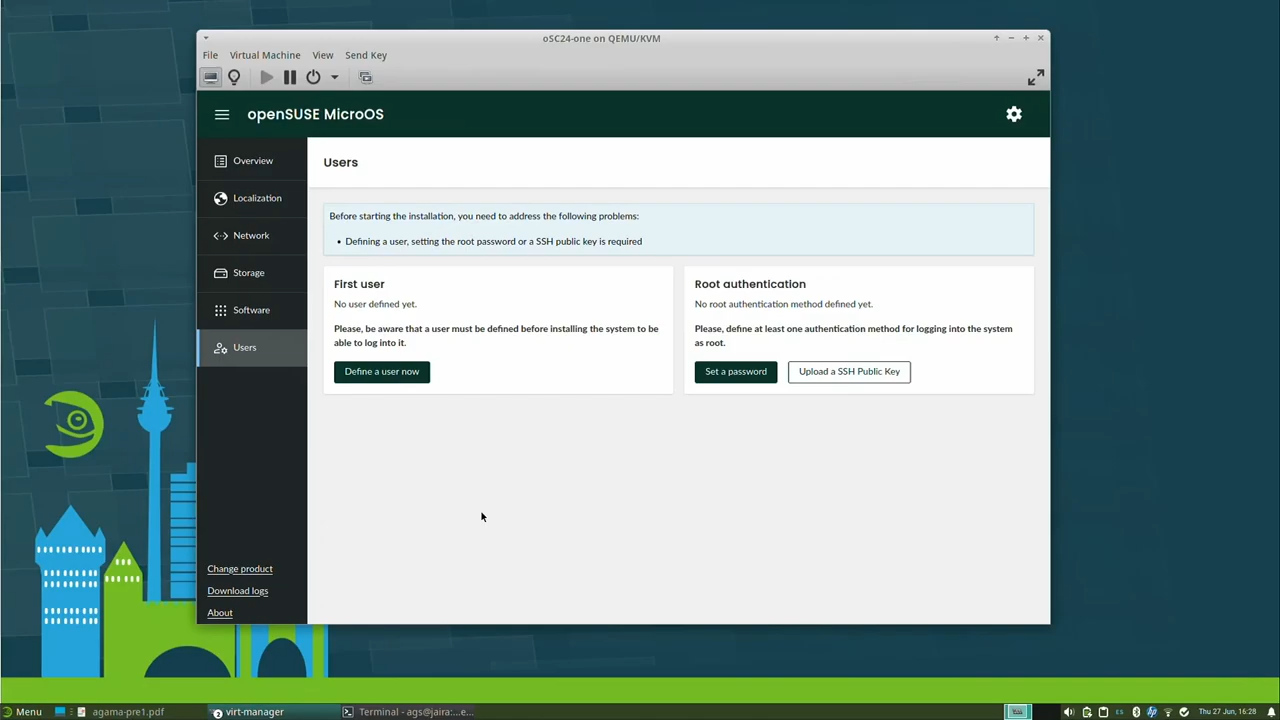 oSC24-one on QEMU/KVM
File Virtual Machine View Send Key
openSUSE MicroOS
Overview
Localization
Network
Storage
Software
Users
Change product
Download logs
About
Users
Before starting the installation, you need to address the following problems:
• Defining a user, setting the root password or a SSH public key is required
First user
No user defined yet.
Please, be aware that a user must be defined before installing the system to be
able to log into it.
Define a user now
Root authentication
No root authentication method defined yet.
Please, define at least one authentication method for logging into the system
as root.
Set a password Upload a SSH Public Key
Menu agama-pre1.pdf 2 virt-manager Terminal - ags@jaira:...e... ES Thu 27 Jun, 16:28